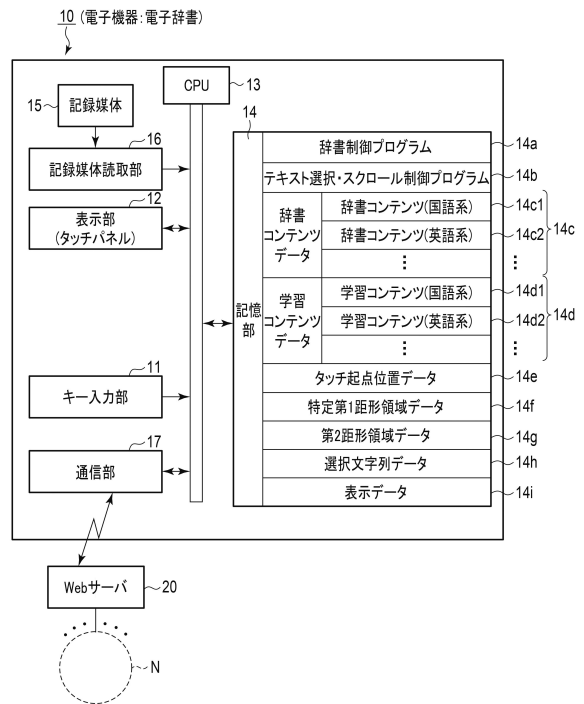 10 (電子機器:電子辞書)
CPU
13
15
記録媒体
14
16
記録媒体読取部
辞書制御プログラム
14a
テキスト選択・スクロール制御プログラム
14b
12
表示部
(タッチパネル)
辞書
コンテンツ
データ
辞書コンテンツ(国語系)
14c1
辞書コンテンツ(英語系)
14c2
14c
記憶
部
学習
コンテンツ
データ
学習コンテンツ(国語系)
14d1
学習コンテンツ(英語系)
14d2
14d
11
キー入力部
タッチ起点位置データ
14e
特定第1距形領域データ
14f
第2距形領域データ
14g
17
通信部
選択文字列データ
14h
表示データ
14i
Webサーバ
20
N